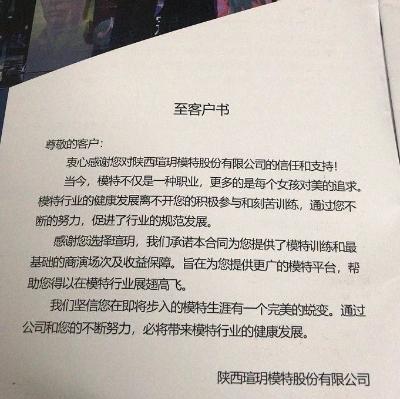 至客户书
尊敬的客户：
衷心感谢您对陕西瑄玥模特股份有限公司的信任和支持！
当今，模特不仅是一种职业，更多的是每个女孩对美的追求。
模特行业的健康发展离不开您的积极参与和刻苦训练，通过您不
断的努力，促进了行业的规范发展。
感谢您选择瑄玥，我们承诺本合同为您提供了模特训练和最
基础的商演场次及收益保障。旨在为您提供更广的模特平台，帮
助您得以在模特行业展翅高飞。
我们坚信您在即将步入的模特生涯有一个完美的蜕变。通过
公司和您的不断努力，必将带来模特行业的健康发展。
陕西瑄玥模特股份有限公司